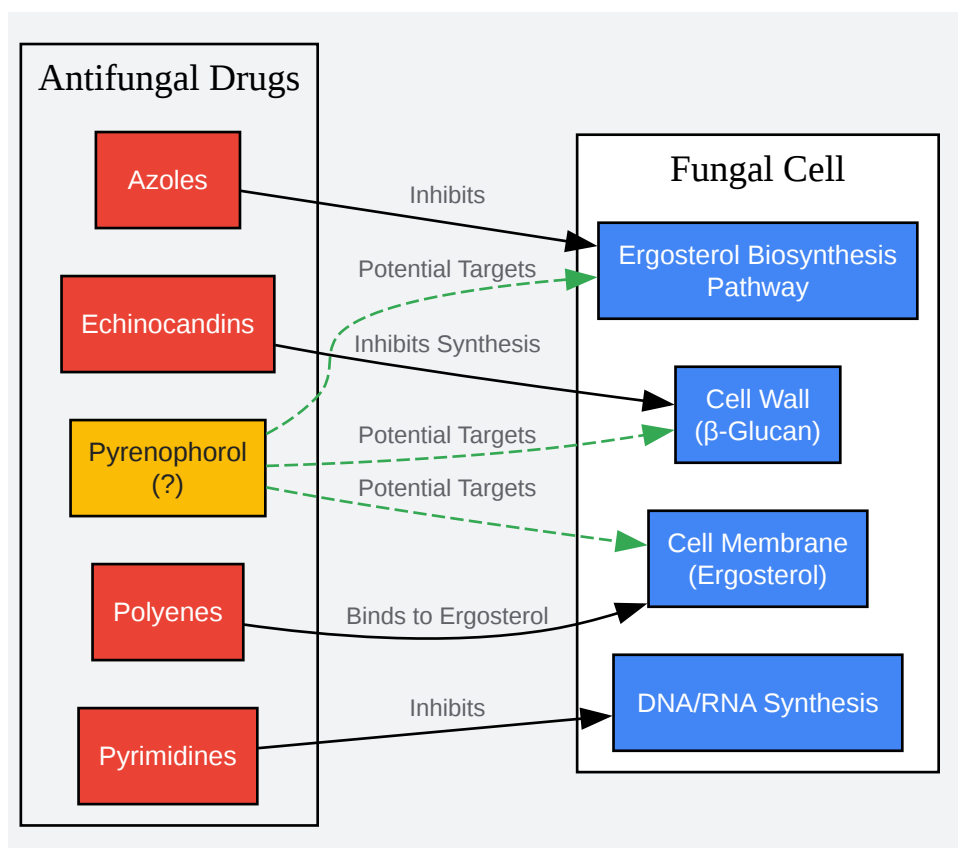 Antifungal Drugs
Azoles
Echinocandins
Pyrenophorol
(?)
Polyenes
Pyrimidines
Inhibits
Potential Targets
Inhibits Synthesis
Potential Targets
Potential Targets
Binds to Ergosterol
Inhibits
Fungal Cell
Ergosterol Biosynthesis
Pathway
Cell Wall
(β-Glucan)
Cell Membrane
(Ergosterol)
DNA/RNA Synthesis